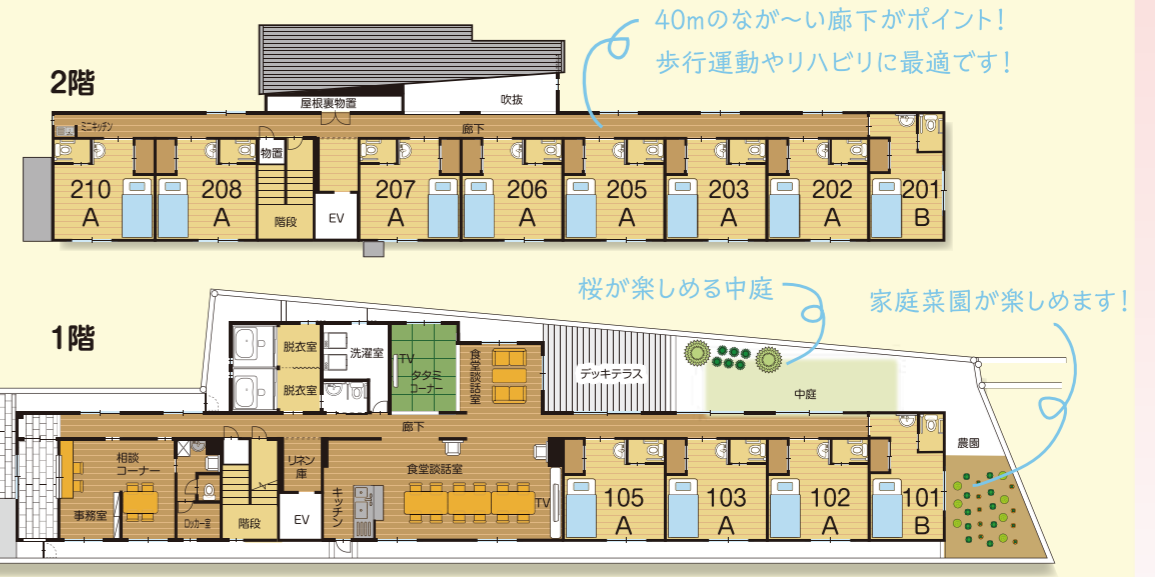 40mのなが〜い廊下がポイント!
歩行運動やリハビリに最適です!
2階
屋根裏物置
吹抜
ミニキッチン
廊下
物置
210
A
208
A
階段
EV
207
A
206
A
205
A
203
A
202
A
201
B
桜が楽しめる中庭
家庭菜園が楽しめます!
1階
脱衣室
脱衣室
洗濯室
TV
タタミ
コーナー
食堂談話室
デッキテラス
中庭
農園
廊下
相談
コーナー
事務室
ロッカー室
階段
リネン
庫
EV
キッチン
食堂談話室
TV
105
A
103
A
102
A
101
B